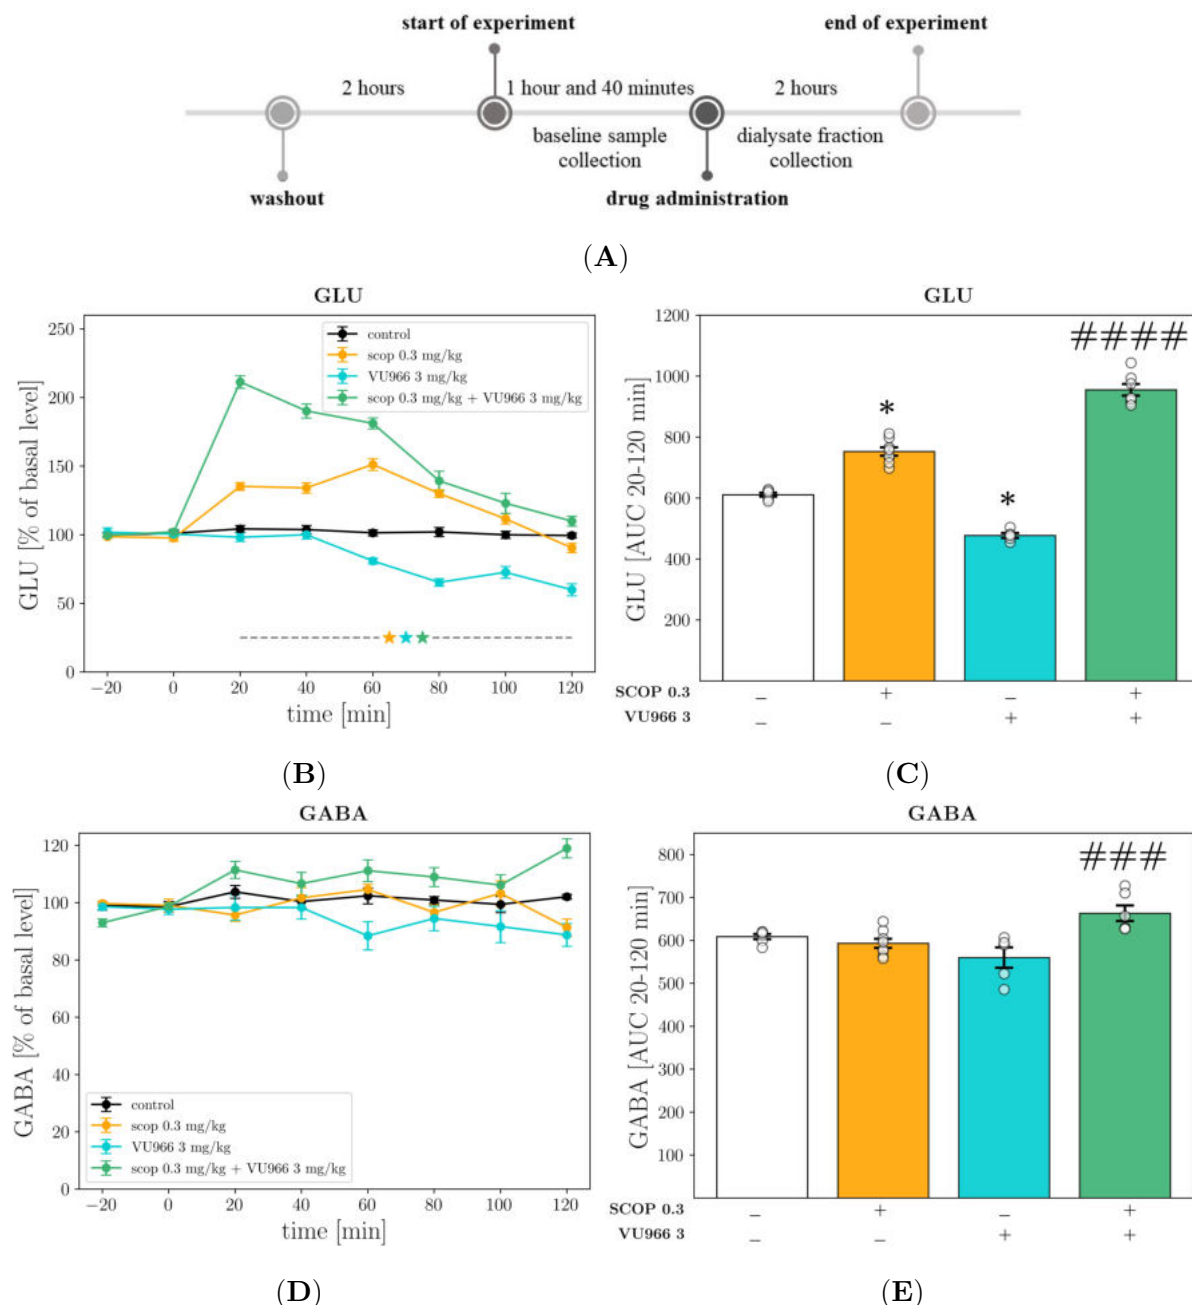 start of experiment
end of experiment
2 hours
1 hour and 40 minutes
2 hours
baseline sample
collection
dialysate fraction
collection
washout
drug administration
(A)
GLU
GLU [% of basal level]
250
200
150
100
50
0
control
scop 0.3 mg/kg
VU966 3 mg/kg
scop 0.3 mg/kg + VU966 3 mg/kg
−20 0 20 40 60 80 100 120
time [min]
(B)
GLU
GLU [AUC 20-120 min]
1200
1000
800
600
400
200
*
*
####
SCOP 0.3 − + − +
VU966 3 − − + +
(C)
GABA
GABA [% of basal level]
120
100
80
60
40
20
0
control
scop 0.3 mg/kg
VU966 3 mg/kg
scop 0.3 mg/kg + VU966 3 mg/kg
−20 0 20 40 60 80 100 120
time [min]
(D)
GABA
GABA [AUC 20-120 min]
800
700
600
500
400
300
200
100
###
SCOP 0.3 − + − +
VU966 3 − − + +
(E)